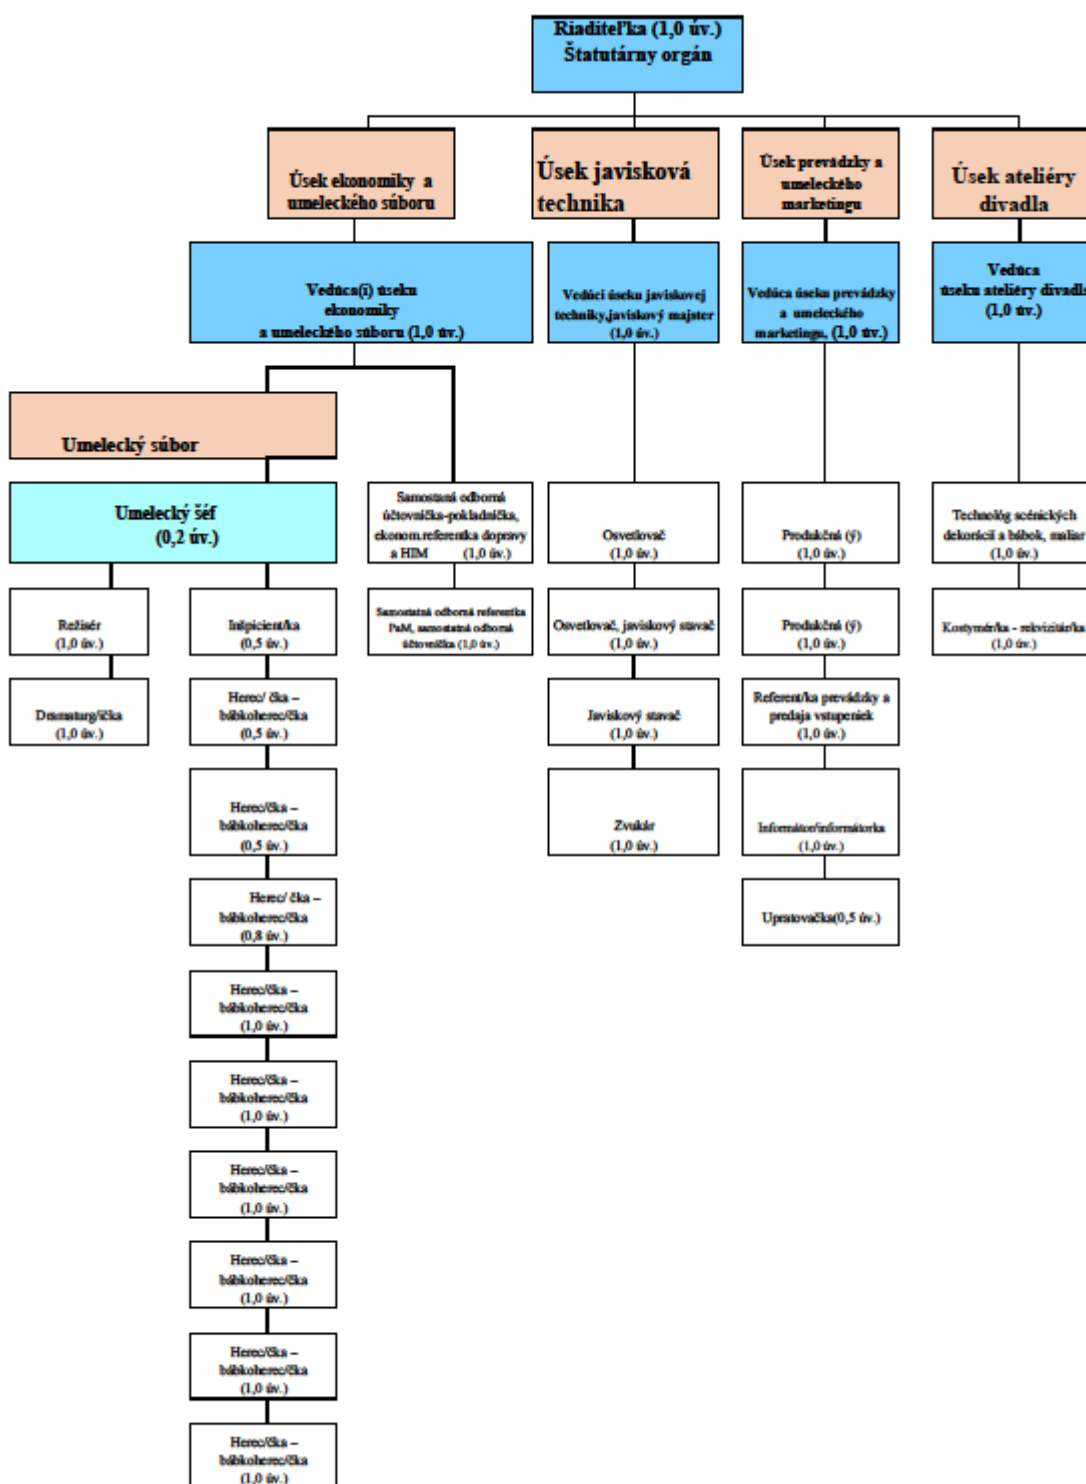 Riaditeľka (1,0 úv.)
Štatutárny orgán
Úsek ekonomiky a
umeleckého súboru
Úsek javisková
technika
Úsek prevádzky a
umeleckého
marketingu
Úsek ateliéry
divadla
Vedúca(i) úseku
ekonomiky
a umeleckého súboru (1,0 úv.)
Vedúci úseku javiskovej
techniky,javiskový majster
(1,0 úv.)
Vedúca úseku prevádzky
a umeleckého
marketingu, (1,0 úv.)
Vedúca
úseku ateliéry divadla
(1,0 úv.)
Umelecký súbor
Umelecký šéf
(0,2 úv.)
Samostaná odborná
účtovníčka-pokladníčka,
ekonom.referentka dopravy
a HIM (1,0 úv.)
Osvetľovač
(1,0 úv.)
Produkčná (ý)
(1,0 úv.)
Technológ scénických
dekorácií a bábok, maliar
(1,0 úv.)
Režisér
(1,0 úv.)
Inšpicient/ka
(0,5 úv.)
Samostatná odborná referentka
PaM, samostatná odborná
účtovníčka (1,0 úv.)
Osvetľovač, javiskový stavač
(1,0 úv.)
Produkčná (ý)
(1,0 úv.)
Kostymér/ka - rekvizitár/ka
(1,0 úv.)
Dramaturg/ička
(1,0 úv.)
Herec/ čka –
bábkoherec/čka
(0,5 úv.)
Javiskový stavač
(1,0 úv.)
Referent/ka prevádzky a
predaja vstupeniek
(1,0 úv.)
Herec/čka –
bábkoherec/čka
(0,5 úv.)
Zvukár
(1,0 úv.)
Informátor/informátorka
(1,0 úv.)
Herec/ čka –
bábkoherec/čka
(0,8 úv.)
Upratovačka(0,5 úv.)
Herec/čka –
bábkoherec/čka
(1,0 úv.)
Herec/čka –
bábkoherec/čka
(1,0 úv.)
Herec/čka –
bábkoherec/čka
(1,0 úv.)
Herec/čka –
bábkoherec/čka
(1,0 úv.)
Herec/čka –
bábkoherec/čka
(1,0 úv.)
Herec/čka –
bábkoherec/čka
(1,0 úv.)